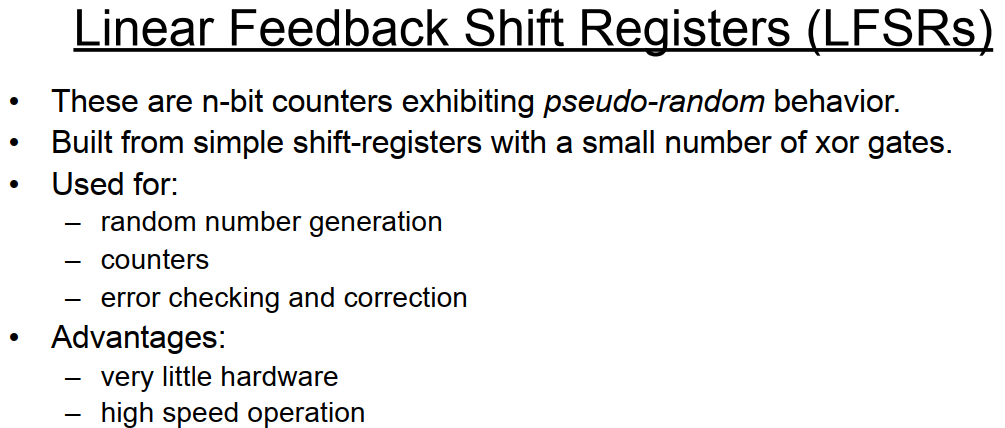 Linear Feedback Shift Registers (LFSRs)
• These are n-bit counters exhibiting pseudo-random behavior.
• Built from simple shift-registers with a small number of xor gates.
• Used for:
– random number generation
– counters
– error checking and correction
• Advantages:
– very little hardware
– high speed operation